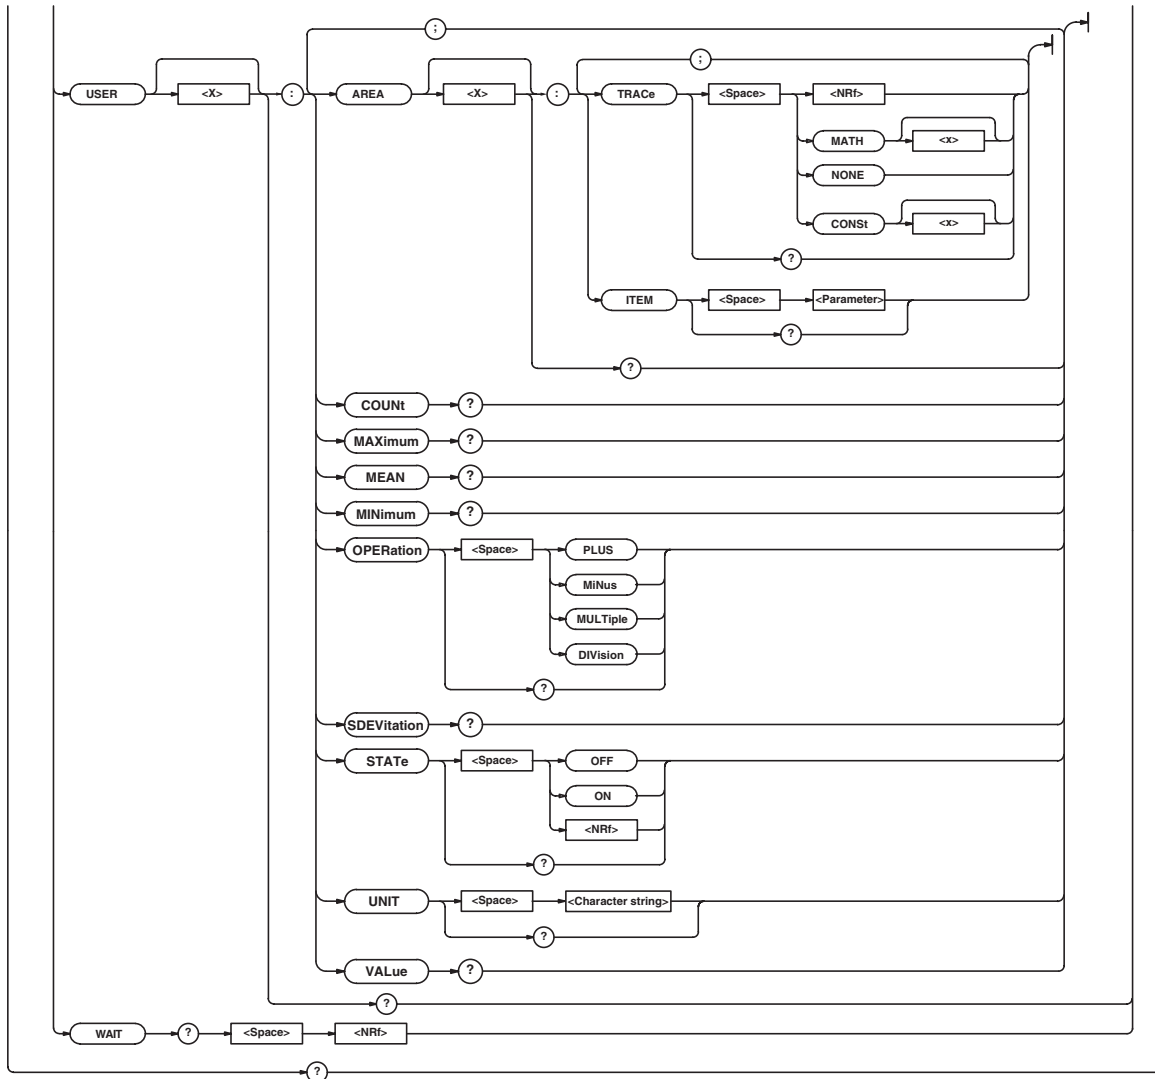 ;
;
USER <X> : AREA <X> : TRACe <Space> <NRf>
MATH <x>
NONE
CONSt <x>
?
ITEM <Space> <Parameter>
?
?
COUNt ?
MAXimum ?
MEAN ?
MINimum ?
OPERation <Space> PLUS
MiNus
MULTiple
DIVision
?
SDEVitation ?
STATe <Space> OFF
ON
<NRf>
?
UNIT <Space> <Character string>
?
VALue ?
?
WAIT ? <Space> <NRf>
?